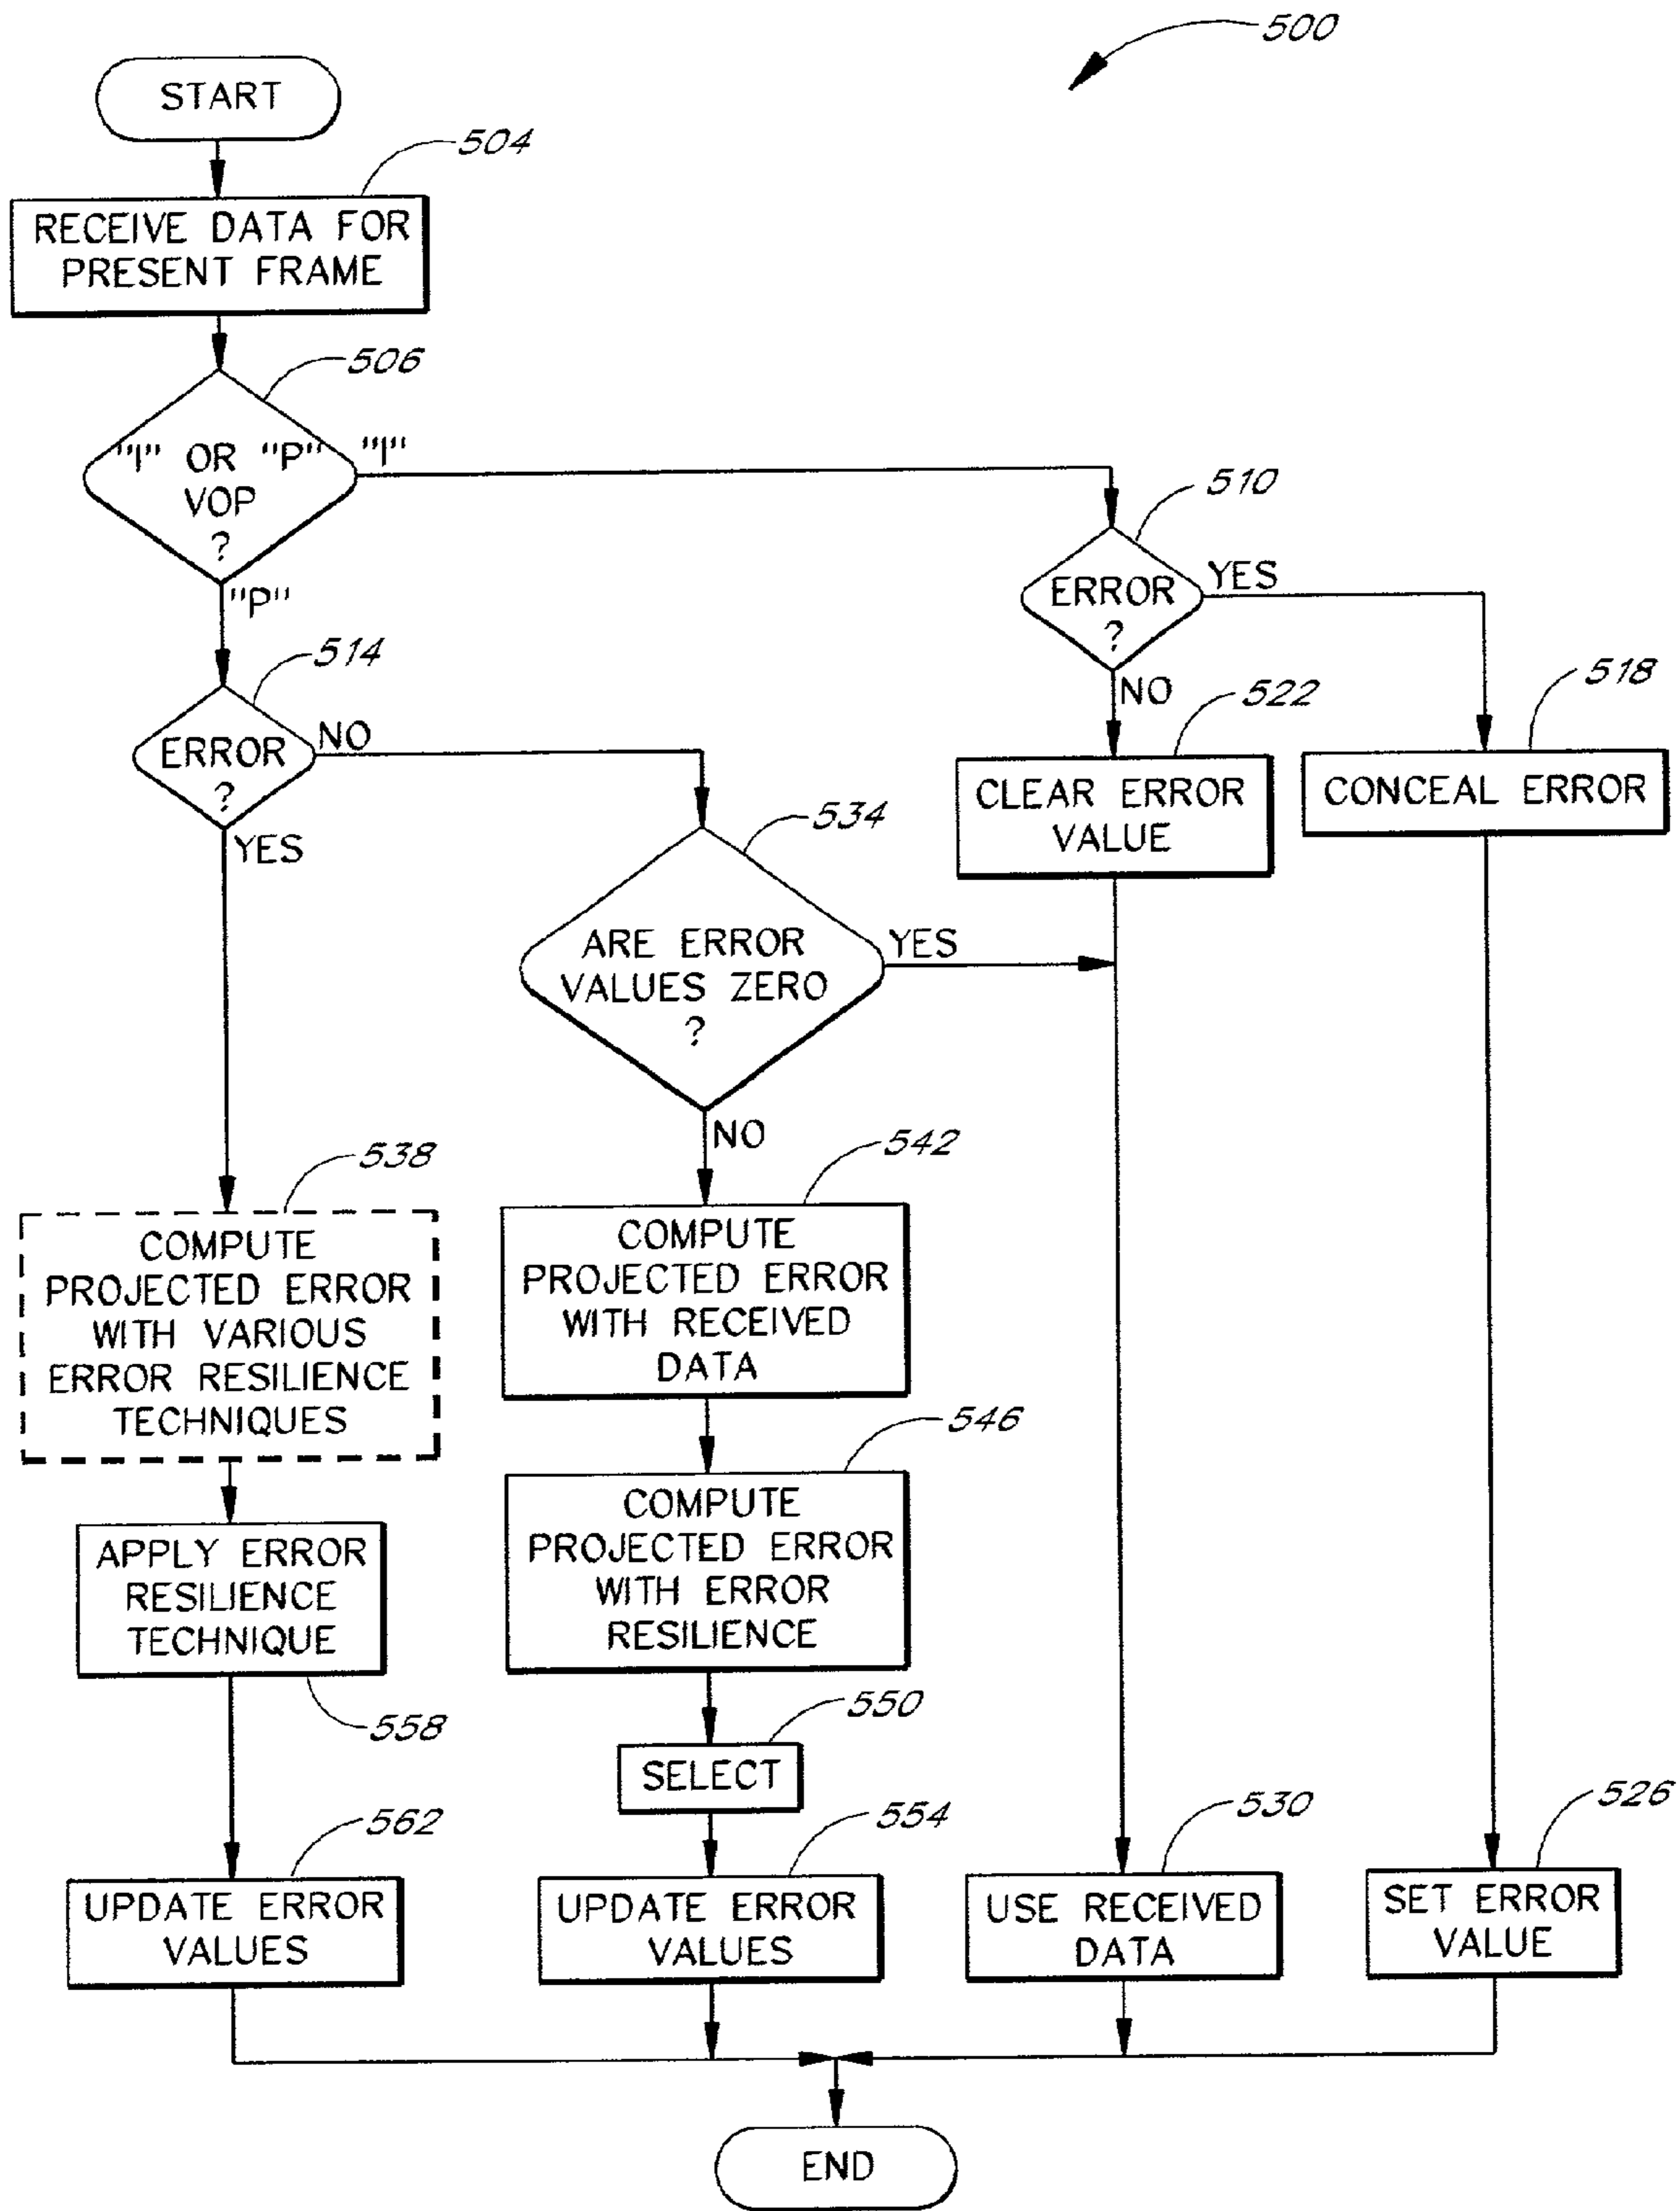 500
START
504
RECEIVE DATA FOR
PRESENT FRAME
506
"I" OR "P"
VOP
?
"I"
"P"
510
ERROR
?
YES
NO
514
ERROR
?
NO
YES
518
CONCEAL ERROR
522
CLEAR ERROR
VALUE
534
ARE ERROR
VALUES ZERO
?
YES
NO
538
COMPUTE
PROJECTED ERROR
WITH VARIOUS
ERROR RESILIENCE
TECHNIQUES
542
COMPUTE
PROJECTED ERROR
WITH RECEIVED
DATA
546
COMPUTE
PROJECTED ERROR
WITH ERROR
RESILIENCE
APPLY ERROR
RESILIENCE
TECHNIQUE
558
550
SELECT
562
UPDATE ERROR
VALUES
554
UPDATE ERROR
VALUES
530
USE RECEIVED
DATA
526
SET ERROR
VALUE
END